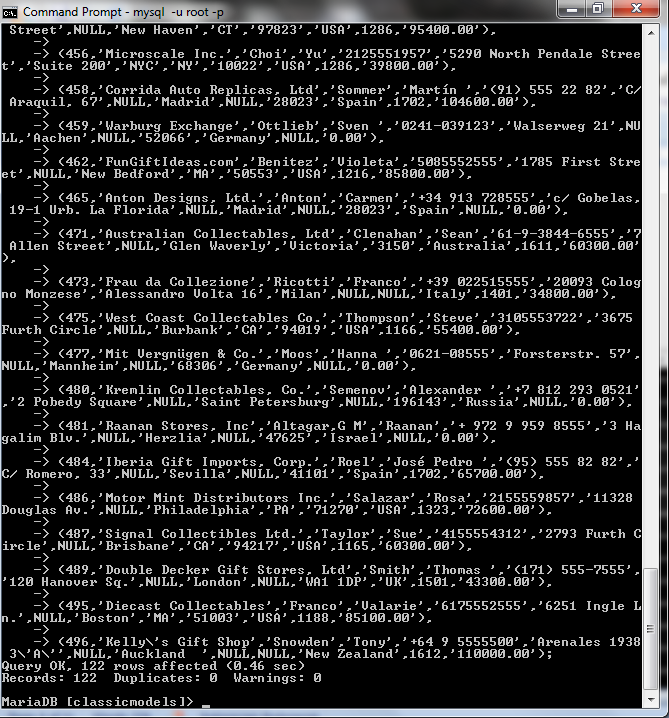 Command Prompt - mysql  -u root -p
 Street',NULL,'New Haven','CT','97823','USA',1286,'95400.00'),
    ->
    -> (456,'Microscale Inc.','Choi','Yu','2125551957','5290 North Pendale Stree
t','Suite 200','NYC','NY','10022','USA',1286,'39800.00'),
    ->
    -> (458,'Corrida Auto Replicas, Ltd','Sommer','Martín ','(91) 555 22 82','C/
 Araquil, 67',NULL,'Madrid',NULL,'28023','Spain',1702,'104600.00'),
    ->
    -> (459,'Warburg Exchange','Ottlieb','Sven ','0241-039123','Walserweg 21',NU
LL,'Aachen',NULL,'52066','Germany',NULL,'0.00'),
    ->
    -> (462,'FunGiftIdeas.com','Benitez','Violeta','5085552555','1785 First Stre
et',NULL,'New Bedford','MA','50553','USA',1216,'85800.00'),
    ->
    -> (465,'Anton Designs, Ltd.','Anton','Carmen','+34 913 728555','c/ Gobelas,
 19-1 Urb. La Florida',NULL,'Madrid',NULL,'28023','Spain',NULL,'0.00'),
    ->
    -> (471,'Australian Collectables, Ltd','Clenahan','Sean','61-9-3844-6555','7
 Allen Street',NULL,'Glen Waverly','Victoria','3150','Australia',1611,'60300.00'
),
    ->
    -> (473,'Frau da Collezione','Ricotti','Franco','+39 022515555','20093 Colog
no Monzese','Alessandro Volta 16','Milan',NULL,NULL,'Italy',1401,'34800.00'),
    ->
    -> (475,'West Coast Collectables Co.','Thompson','Steve','3105553722','3675
Furth Circle',NULL,'Burbank','CA','94019','USA',1166,'55400.00'),
    ->
    -> (477,'Mit Vergnügen & Co.','Moos','Hanna ','0621-08555','Forsterstr. 57',
NULL,'Mannheim',NULL,'68306','Germany',NULL,'0.00'),
    ->
    -> (480,'Kremlin Collectables, Co.','Semenov','Alexander ','+7 812 293 0521'
,'2 Pobedy Square',NULL,'Saint Petersburg',NULL,'196143','Russia',NULL,'0.00'),
    ->
    -> (481,'Raanan Stores, Inc','Altagar,G M','Raanan','+ 972 9 959 8555','3 Ha
galim Blv.',NULL,'Herzlia',NULL,'47625','Israel',NULL,'0.00'),
    ->
    -> (484,'Iberia Gift Imports, Corp.','Roel','José Pedro ','(95) 555 82 82','
C/ Romero, 33',NULL,'Sevilla',NULL,'41101','Spain',1702,'65700.00'),
    ->
    -> (486,'Motor Mint Distributors Inc.','Salazar','Rosa','2155559857','11328
Douglas Av.',NULL,'Philadelphia','PA','71270','USA',1323,'72600.00'),
    ->
    -> (487,'Signal Collectibles Ltd.','Taylor','Sue','4155554312','2793 Furth C
ircle',NULL,'Brisbane','CA','94217','USA',1165,'60300.00'),
    ->
    -> (489,'Double Decker Gift Stores, Ltd','Smith','Thomas ','(171) 555-7555',
'120 Hanover Sq.',NULL,'London',NULL,'WA1 1DP','UK',1501,'43300.00'),
    ->
    -> (495,'Diecast Collectables','Franco','Valarie','6175552555','6251 Ingle L
n.',NULL,'Boston','MA','51003','USA',1188,'85100.00'),
    ->
    -> (496,'Kelly\'s Gift Shop','Snowden','Tony','+64 9 5555500','Arenales 1938
 3\'A\'',NULL,'Auckland  ',NULL,NULL,'New Zealand',1612,'110000.00');
Query OK, 122 rows affected (0.46 sec)
Records: 122  Duplicates: 0  Warnings: 0
MariaDB [classicmodels]> _